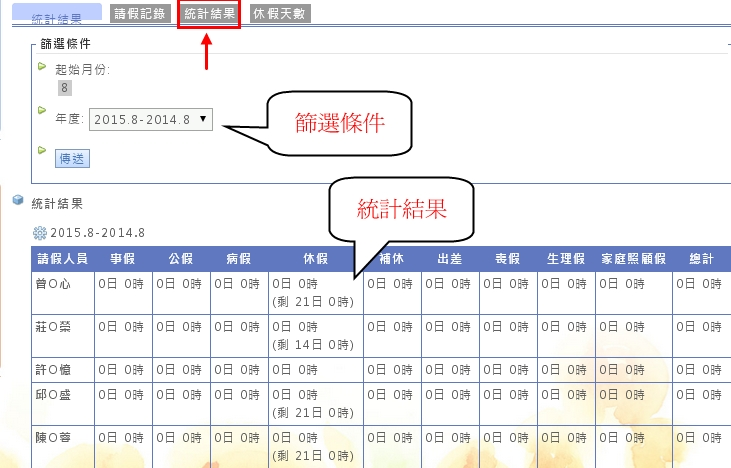 統計結果 請假記錄 統計結果 休假天數
篩選條件
起始月份:
8
年度: 2015.8-2014.8
篩選條件
傳送
統計結果
統計結果
2015.8-2014.8
請假人員 事假 公假 病假 休假 補休 出差 喪假 生理假 家庭照顧假 總計
曾O心 0日 0時 0日 0時 0日 0時 0日 0時 0日 0時 0日 0時 0日 0時 0日 0時 0日 0時 0日 0時
(剩 21日 0時)
莊O榮 0日 0時 0日 0時 0日 0時 0日 0時 0日 0時 0日 0時 0日 0時 0日 0時 0日 0時 0日 0時
(剩 14日 0時)
許O憶 0日 0時 0日 0時 0日 0時 0日 0時 0日 0時 0日 0時 0日 0時 0日 0時 0日 0時 0日 0時
邱O盛 0日 0時 0日 0時 0日 0時 0日 0時 0日 0時 0日 0時 0日 0時 0日 0時 0日 0時 0日 0時
(剩 21日 0時)
陳O蓉 0日 0時 0日 0時 0日 0時 0日 0時 0日 0時 0日 0時 0日 0時 0日 0時 0日 0時 0日 0時
(剩 21日 0時)